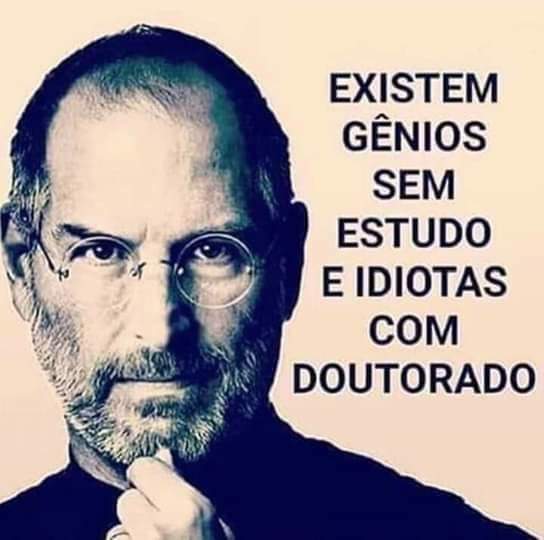 EXISTEM
GÊNIOS
SEM
ESTUDO
E IDIOTAS
COM
DOUTORADO